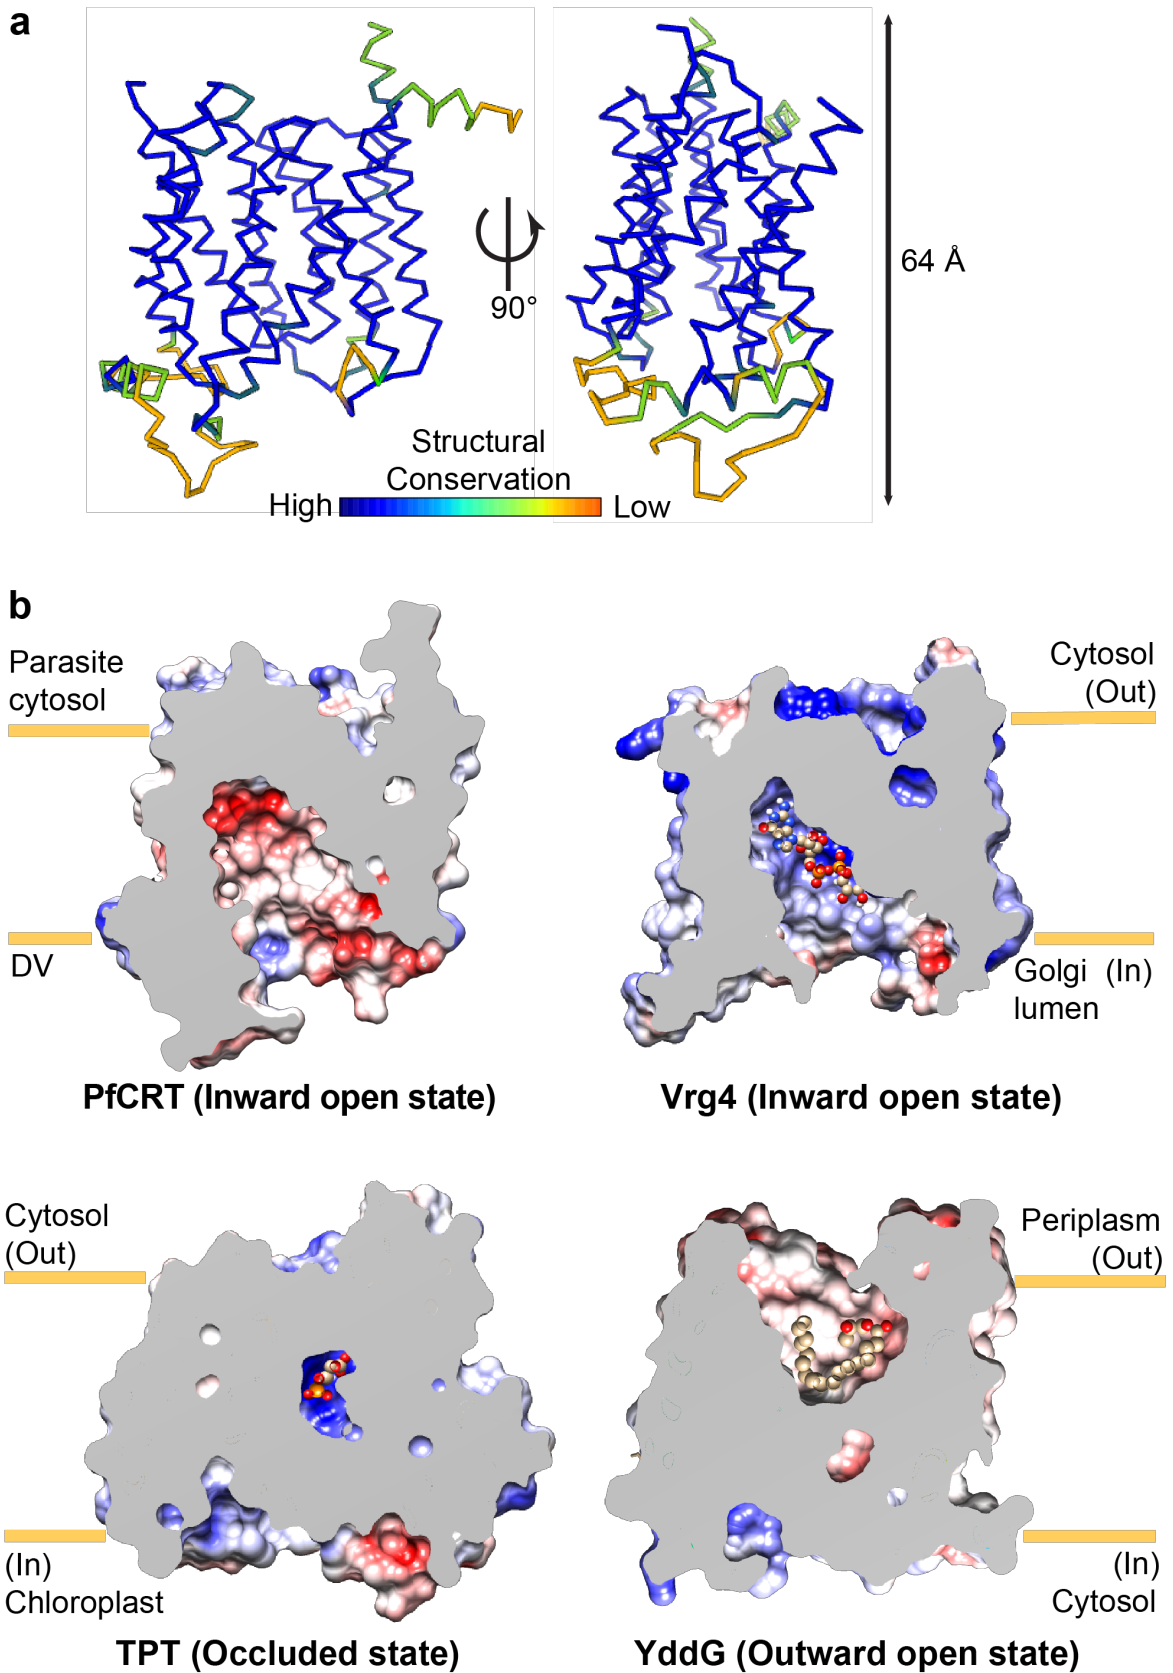 a
90°
64 Å
Structural
Conservation
High
Low
b
Parasite
cytosol
DV
PfCRT (Inward open state)
Cytosol
(Out)
Golgi (In)
lumen
Vrg4 (Inward open state)
Cytosol
(Out)
(In)
Chloroplast
TPT (Occluded state)
Periplasm
(Out)
(In)
Cytosol
YddG (Outward open state)